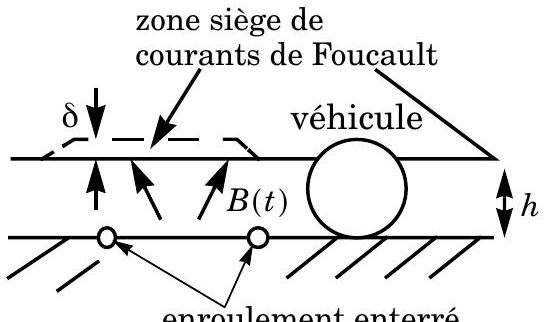 zone siège de
courants de Foucault
δ
véhicule
B(t)
h
enroulement enterré